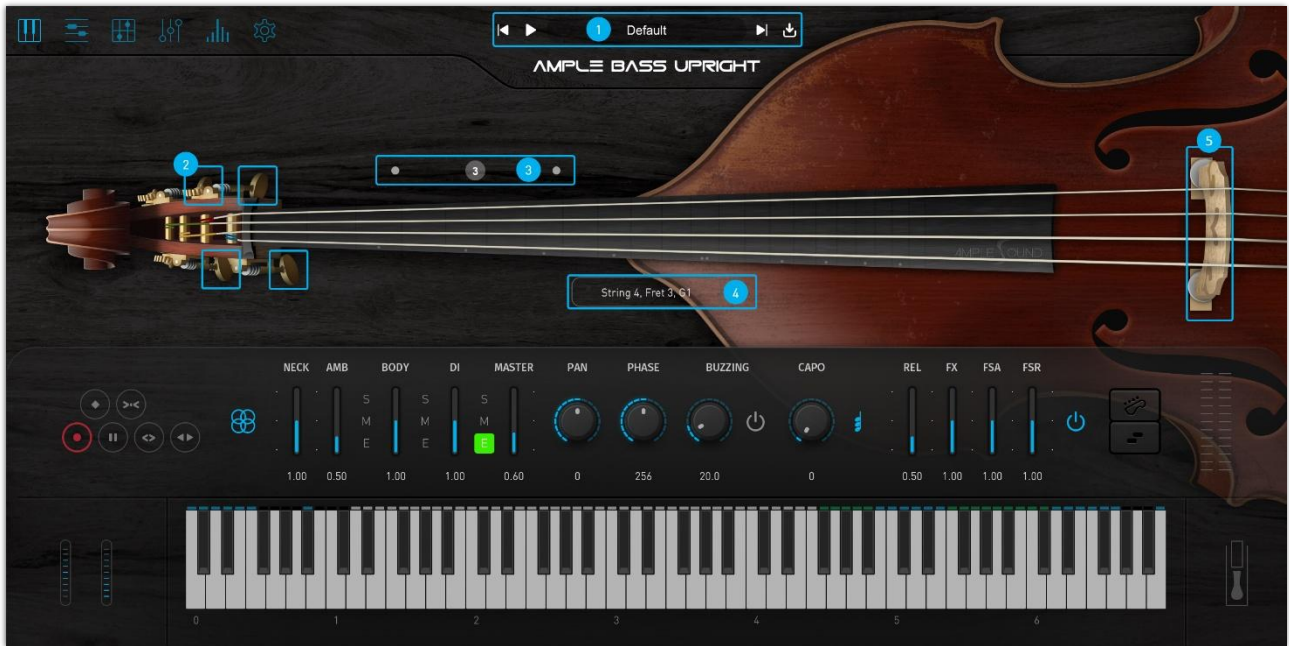 1 Default
AMPLE BASS UPRIGHT
5
2
3 3
AMPLE SOUND
String 4, Fret 3, G1 4
NECK AMB BODY DI MASTER PAN PHASE BUZZING CAPO REL FX FSA FSR
S S S
M M M
E E E
1.00 0.50 1.00 1.00 0.60 0 256 20.0 0 0.50 1.00 1.00 1.00
0 1 2 3 4 5 6